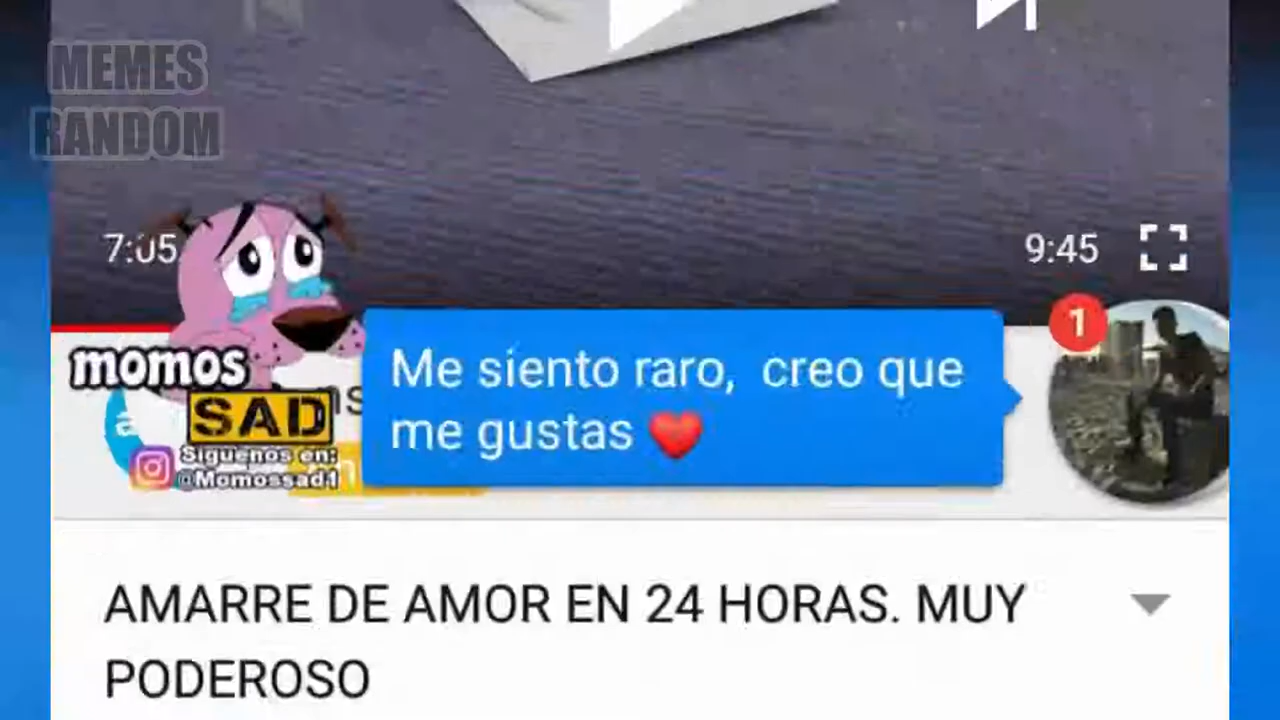 MEMES
RANDOM
7:05
9:45
1
Me siento raro, creo que
me gustas ❤️
momos
SAD
Siguenos en:
@Momossad1
AMARRE DE AMOR EN 24 HORAS. MUY
PODEROSO